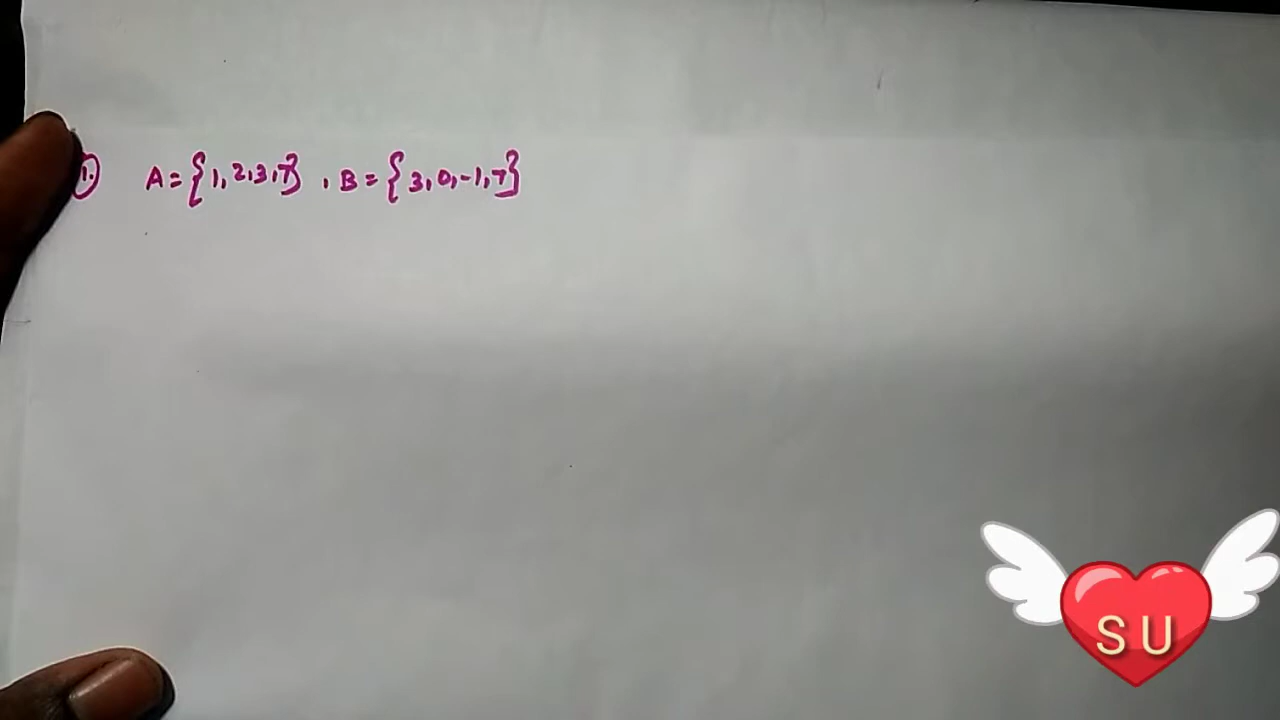 1. A = {1, 2, 3, 7} , B = {3, 0, -1, 7}
SU